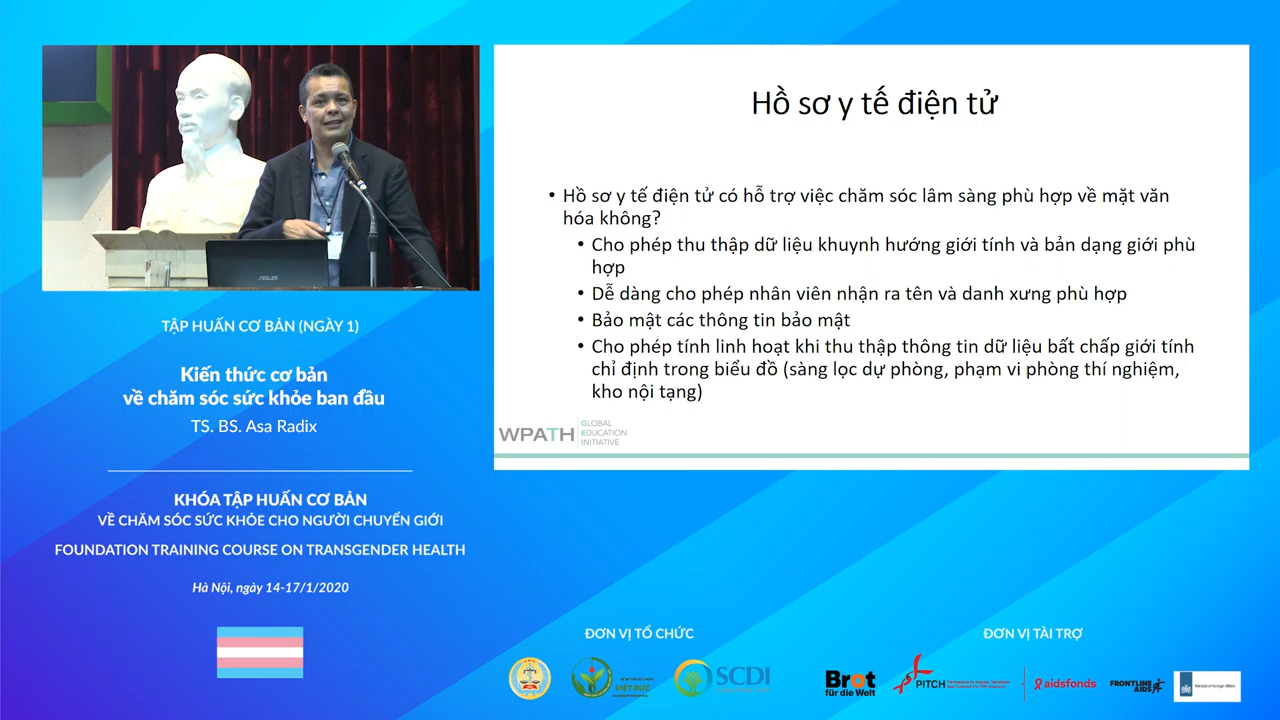 Hồ sơ y tế điện tử
• Hồ sơ y tế điện tử có hỗ trợ việc chăm sóc lâm sàng phù hợp về mặt văn
hóa không?
• Cho phép thu thập dữ liệu khuynh hướng giới tính và bản dạng giới phù
hợp
• Dễ dàng cho phép nhân viên nhận ra tên và danh xưng phù hợp
• Bảo mật các thông tin bảo mật
• Cho phép tính linh hoạt khi thu thập thông tin dữ liệu bất chấp giới tính
chỉ định trong biểu đồ (sàng lọc dự phòng, phạm vi phòng thí nghiệm,
kho nội tạng)
WPATH
GLOBAL
EDUCATION
INITIATIVE
ASUS
TẬP HUẤN CƠ BẢN (NGÀY 1)
Kiến thức cơ bản
về chăm sóc sức khỏe ban đầu
TS. BS. Asa Radix
KHÓA TẬP HUẤN CƠ BẢN
VỀ CHĂM SÓC SỨC KHỎE CHO NGƯỜI CHUYỂN GIỚI
FOUNDATION TRAINING COURSE ON TRANSGENDER HEALTH
Hà Nội, ngày 14-17/1/2020
ĐƠN VỊ TỔ CHỨC
VIỆT ĐỨC
SCDI
ĐƠN VỊ TÀI TRỢ
Brot
für die Welt
PITCH
aidsfonds
FRONTLINE
AIDS
Ministry of Foreign Affairs